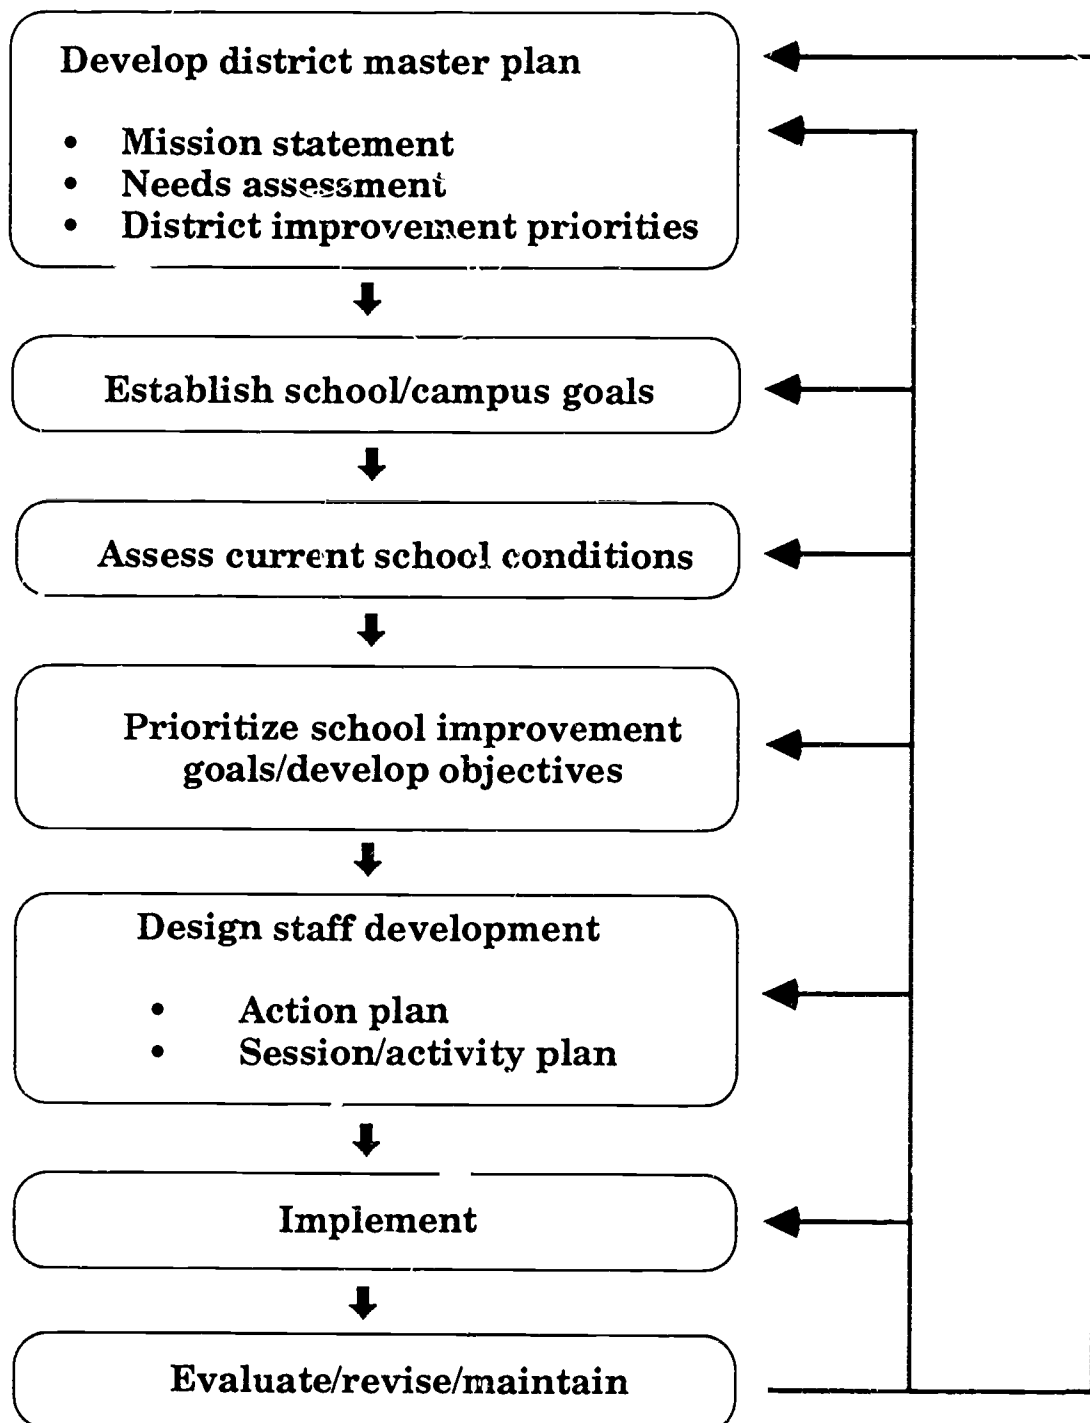 Develop district master plan
• Mission statement
• Needs assessment
• District improvement priorities
Establish school/campus goals
Assess current school conditions
Prioritize school improvement
goals/develop objectives
Design staff development
• Action plan
• Session/activity plan
Implement
Evaluate/revise/maintain